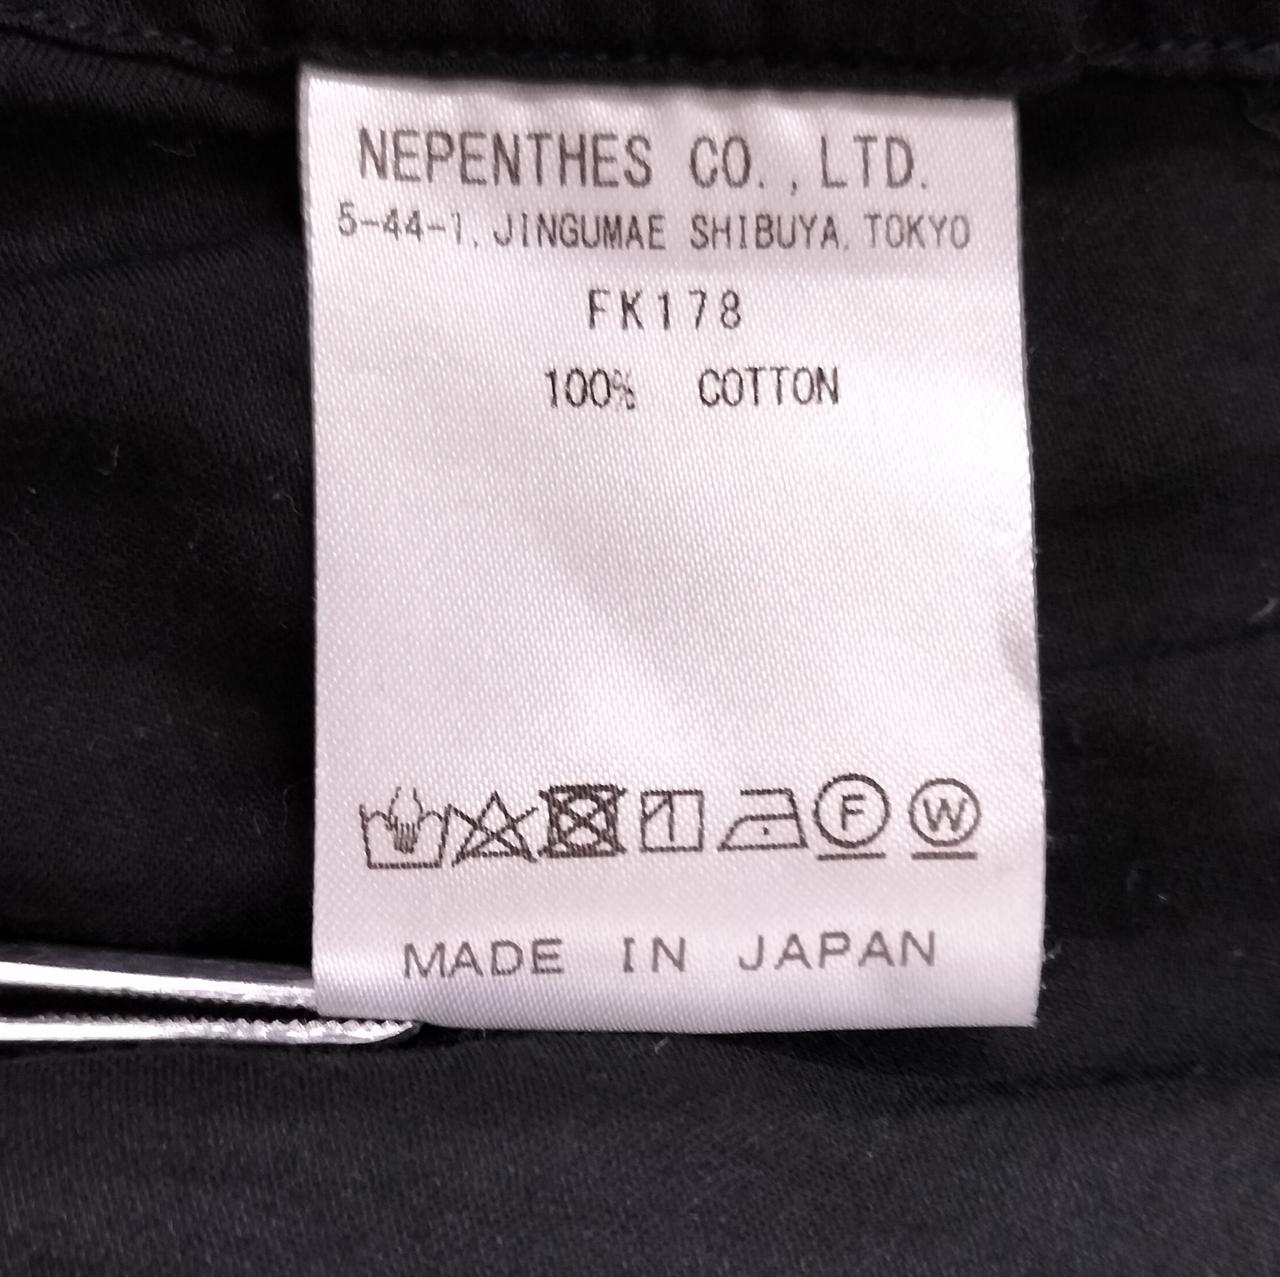 NEPENTHES CO., LTD.
5-44-1, JINGUMAE SHIBUYA, TOKYO
FK178
100% COTTON
F W
MADE IN JAPAN